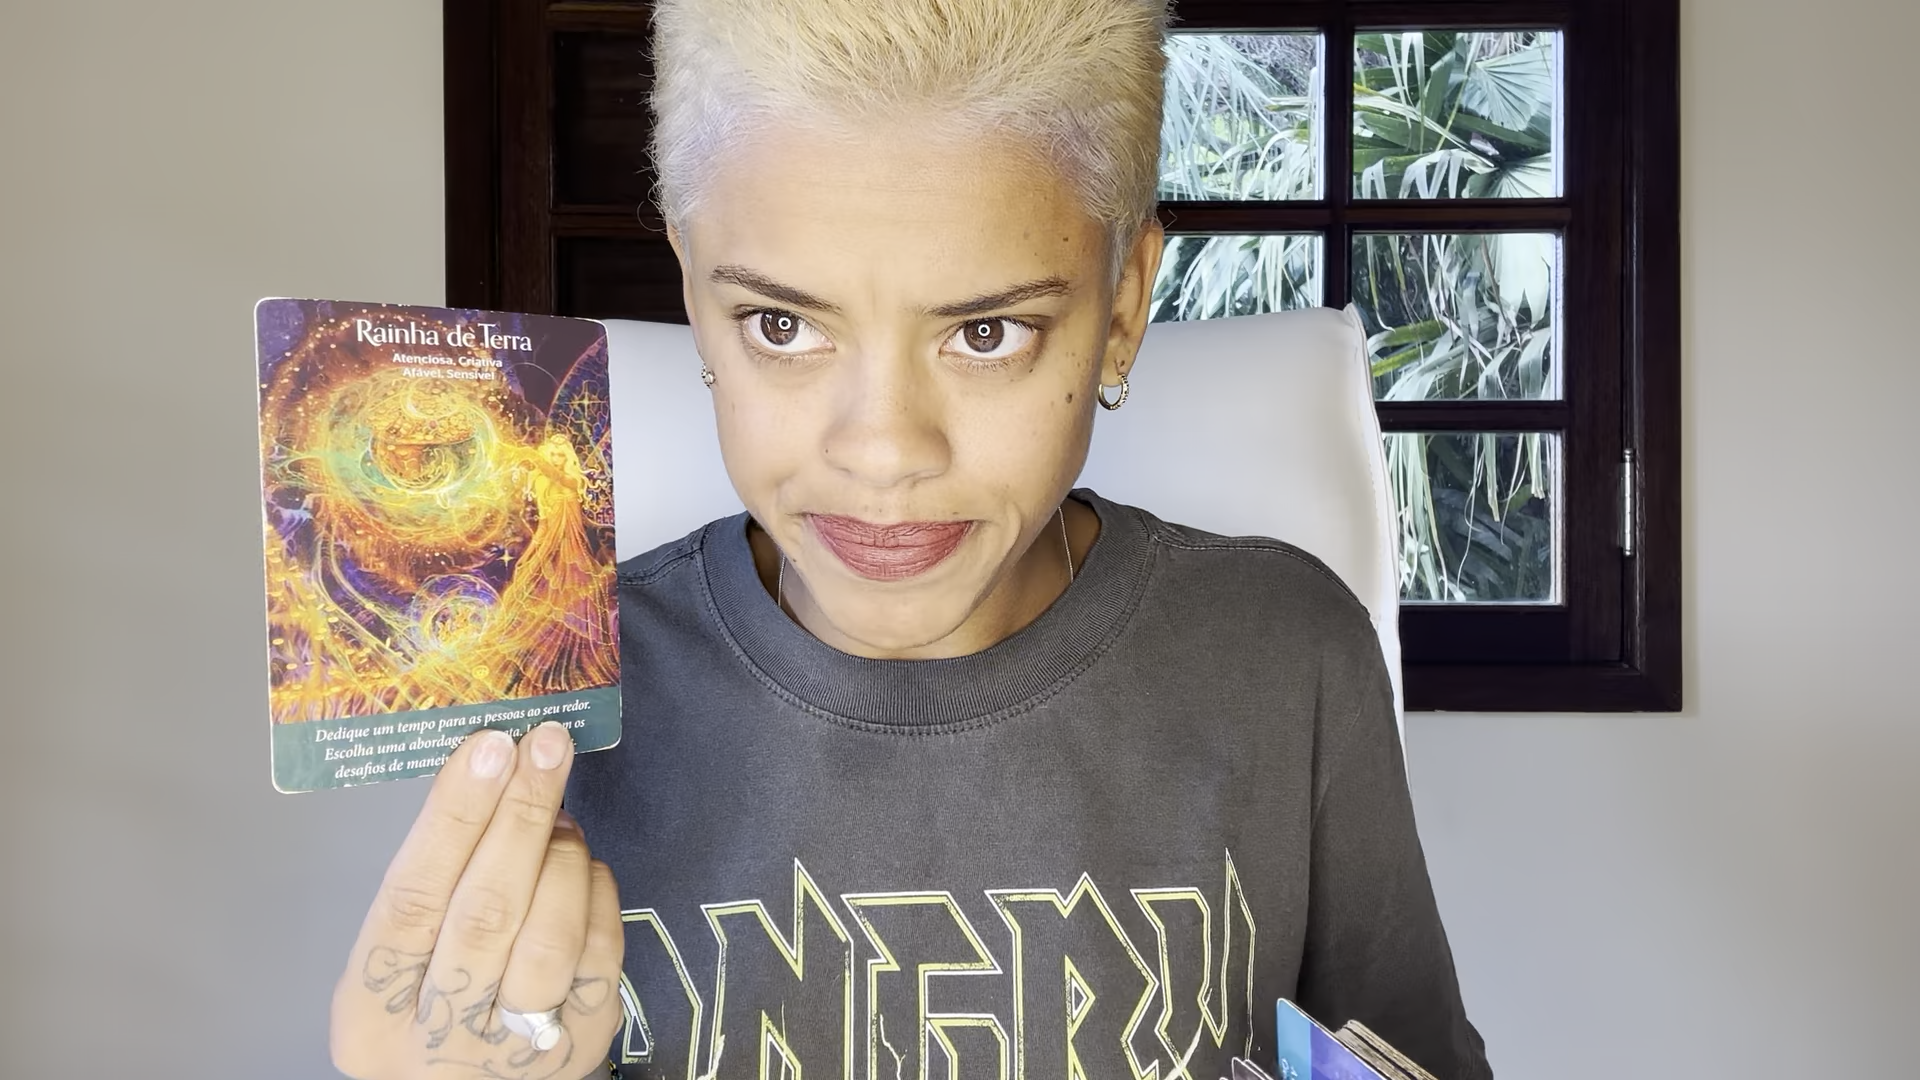 Rainha de Terra
Atenciosa, Criativa
Afável, Sensível
Dedique um tempo para as pessoas ao seu redor.
Escolha uma os
desafios de